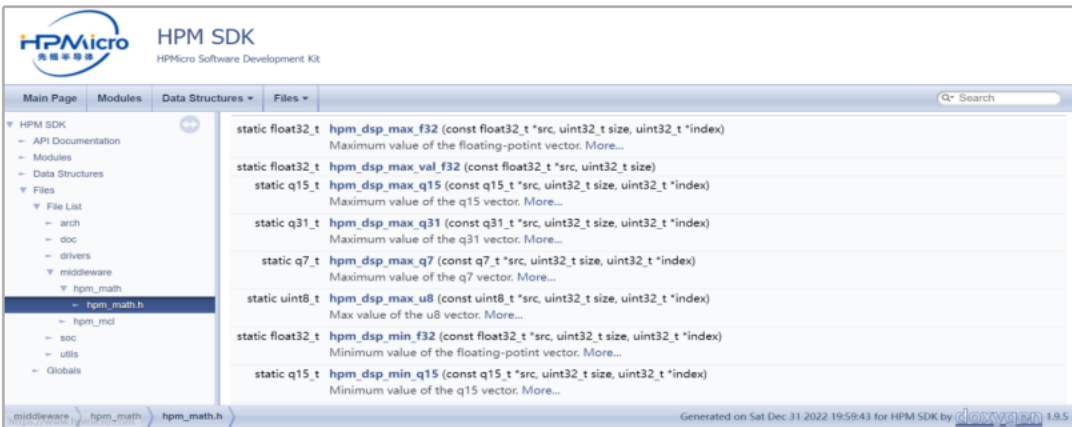 HPMicro
先楫半导体
HPM SDK
HPMicro Software Development Kit
Main Page Modules Data Structures Files Search
HPM SDK
API Documentation
Modules
Data Structures
Files
File List
arch
doc
drivers
middleware
hpm_math
hpm_math.h
hpm_mcl
soc
utils
Globals
static float32_t hpm_dsp_max_f32 (const float32_t *src, uint32_t size, uint32_t *index)
Maximum value of the floating-potint vector. More...
static float32_t hpm_dsp_max_val_f32 (const float32_t *src, uint32_t size)
static q15_t hpm_dsp_max_q15 (const q15_t *src, uint32_t size, uint32_t *index)
Maximum value of the q15 vector. More...
static q31_t hpm_dsp_max_q31 (const q31_t *src, uint32_t size, uint32_t *index)
Maximum value of the q31 vector. More...
static q7_t hpm_dsp_max_q7 (const q7_t *src, uint32_t size, uint32_t *index)
Maximum value of the q7 vector. More...
static uint8_t hpm_dsp_max_u8 (const uint8_t *src, uint32_t size, uint32_t *index)
Max value of the u8 vector. More...
static float32_t hpm_dsp_min_f32 (const float32_t *src, uint32_t size, uint32_t *index)
Minimum value of the floating-potint vector. More...
static q15_t hpm_dsp_min_q15 (const q15_t *src, uint32_t size, uint32_t *index)
Minimum value of the q15 vector. More...
middleware hpm_math hpm_math.h Generated on Sat Dec 31 2022 19:59:43 for HPM SDK by doxygen 1.9.5
https://www.hpmicro.com